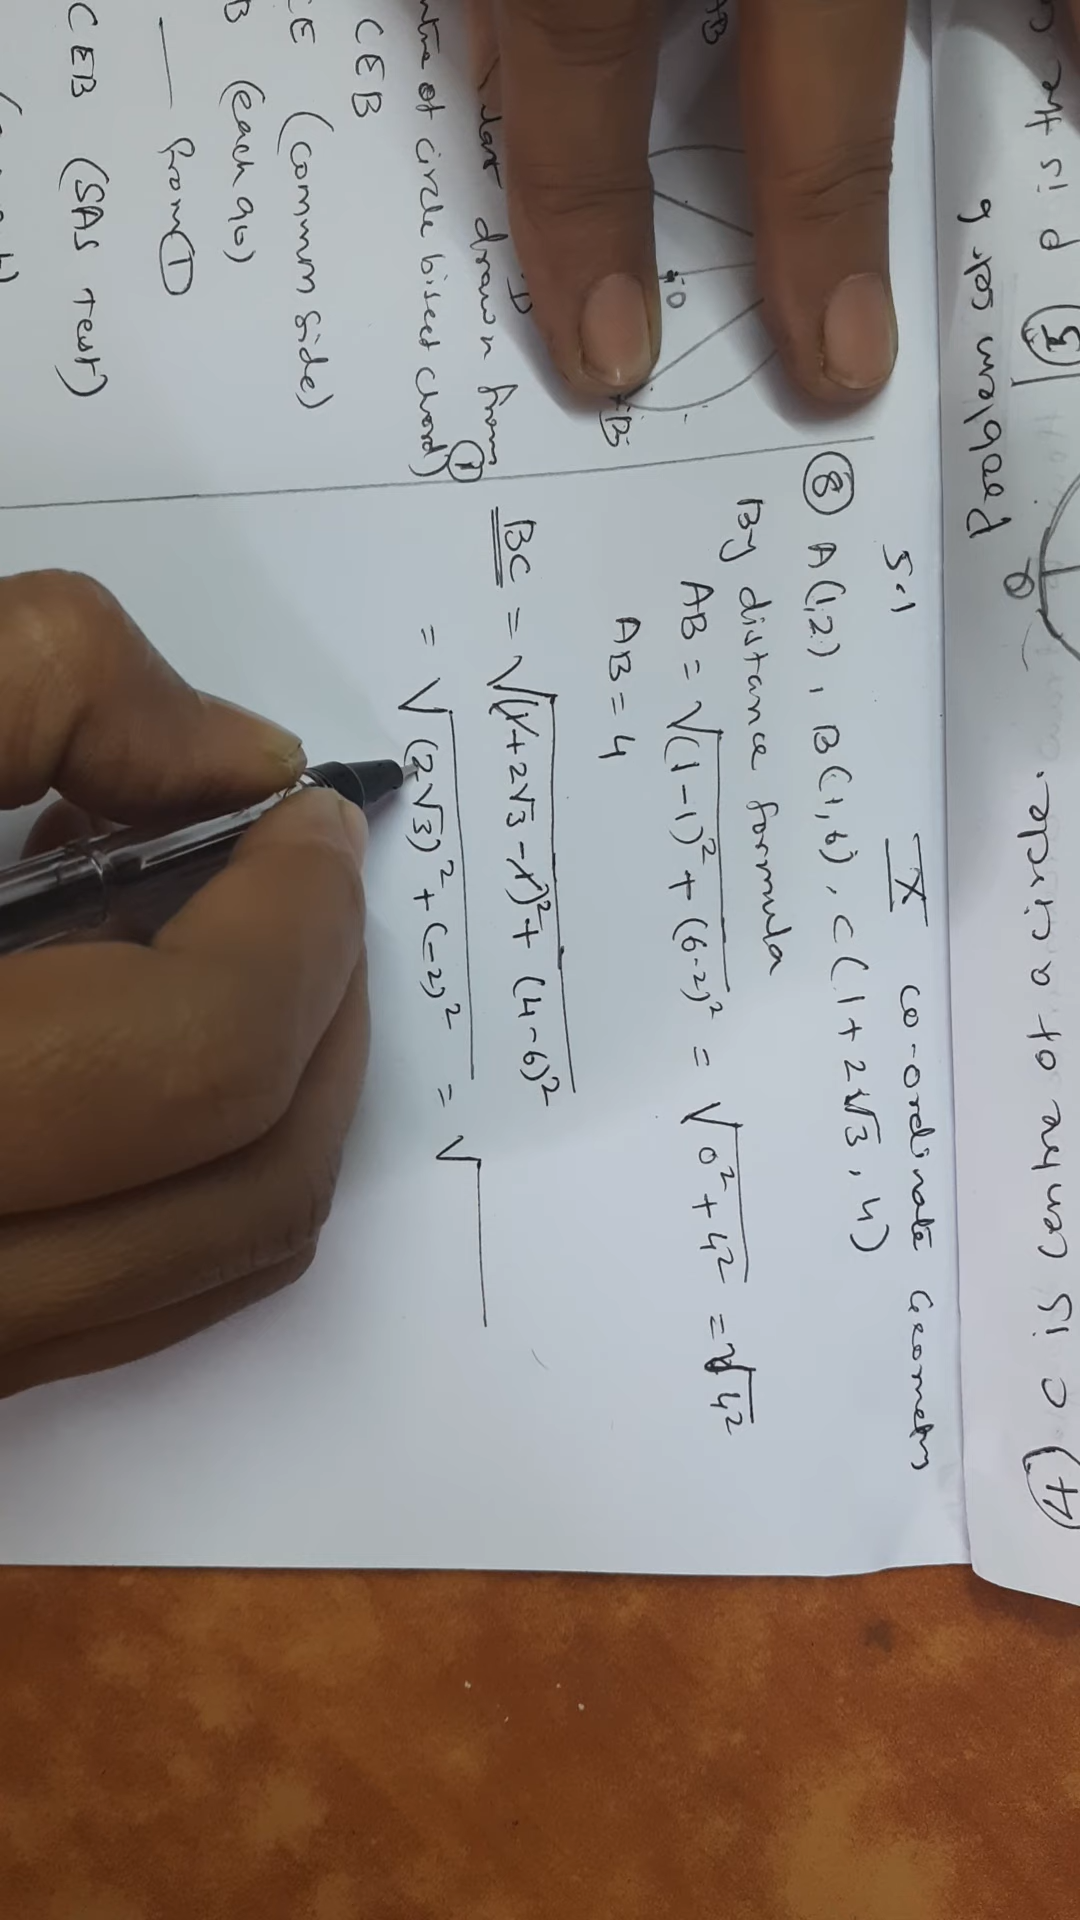 ④ C is centre of a circle.
⑤ P is the
Q
9 Problem set
5.1 X co-ordinate Geometry
⑧ A(1,2), B(1,6), C(1+2√3, 4)
By distance formula
AB = √(1-1)² + (6-2)² = √0² + 4² = √4²
AB = 4
BC = √(1+2√3-1)² + (4-6)²
= √(2√3)² + (-2)² = √
O
B
drawn from
of circle bisect chord) ①
CEB
(common side)
(each 90)
from ①
CEB (SAS test)